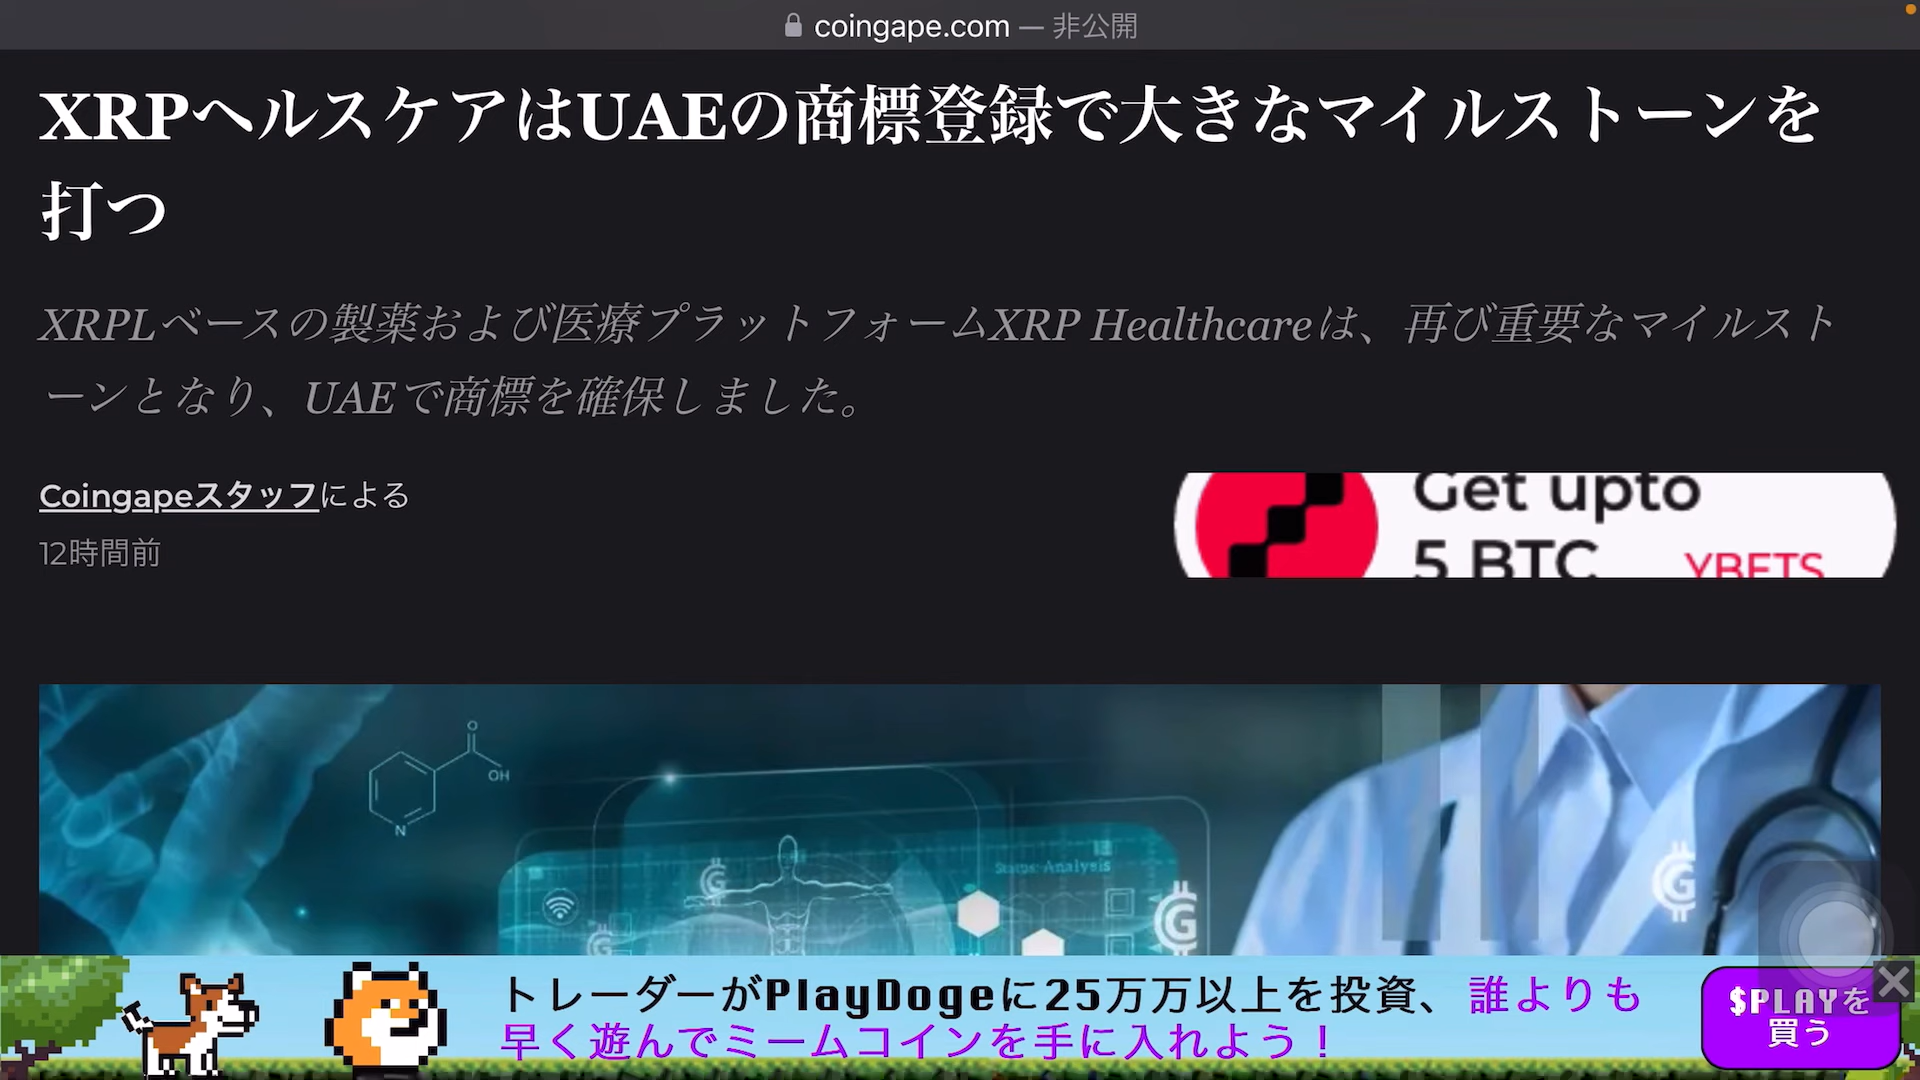 coingape.com — 非公開
XRPヘルスケアはUAEの商標登録で大きなマイルストーンを
打つ
XRPLベースの製薬および医療プラットフォームXRP Healthcareは、再び重要なマイルスト
ーンとなり、UAEで商標を確保しました。
Coingapeスタッフによる
12時間前
Get upto
5 BTC YBETS
O
OH
N
Status Analysis
トレーダーがPlayDogeに25万万以上を投資、誰よりも
早く遊んでミームコインを手に入れよう！
$PLAYを
買う